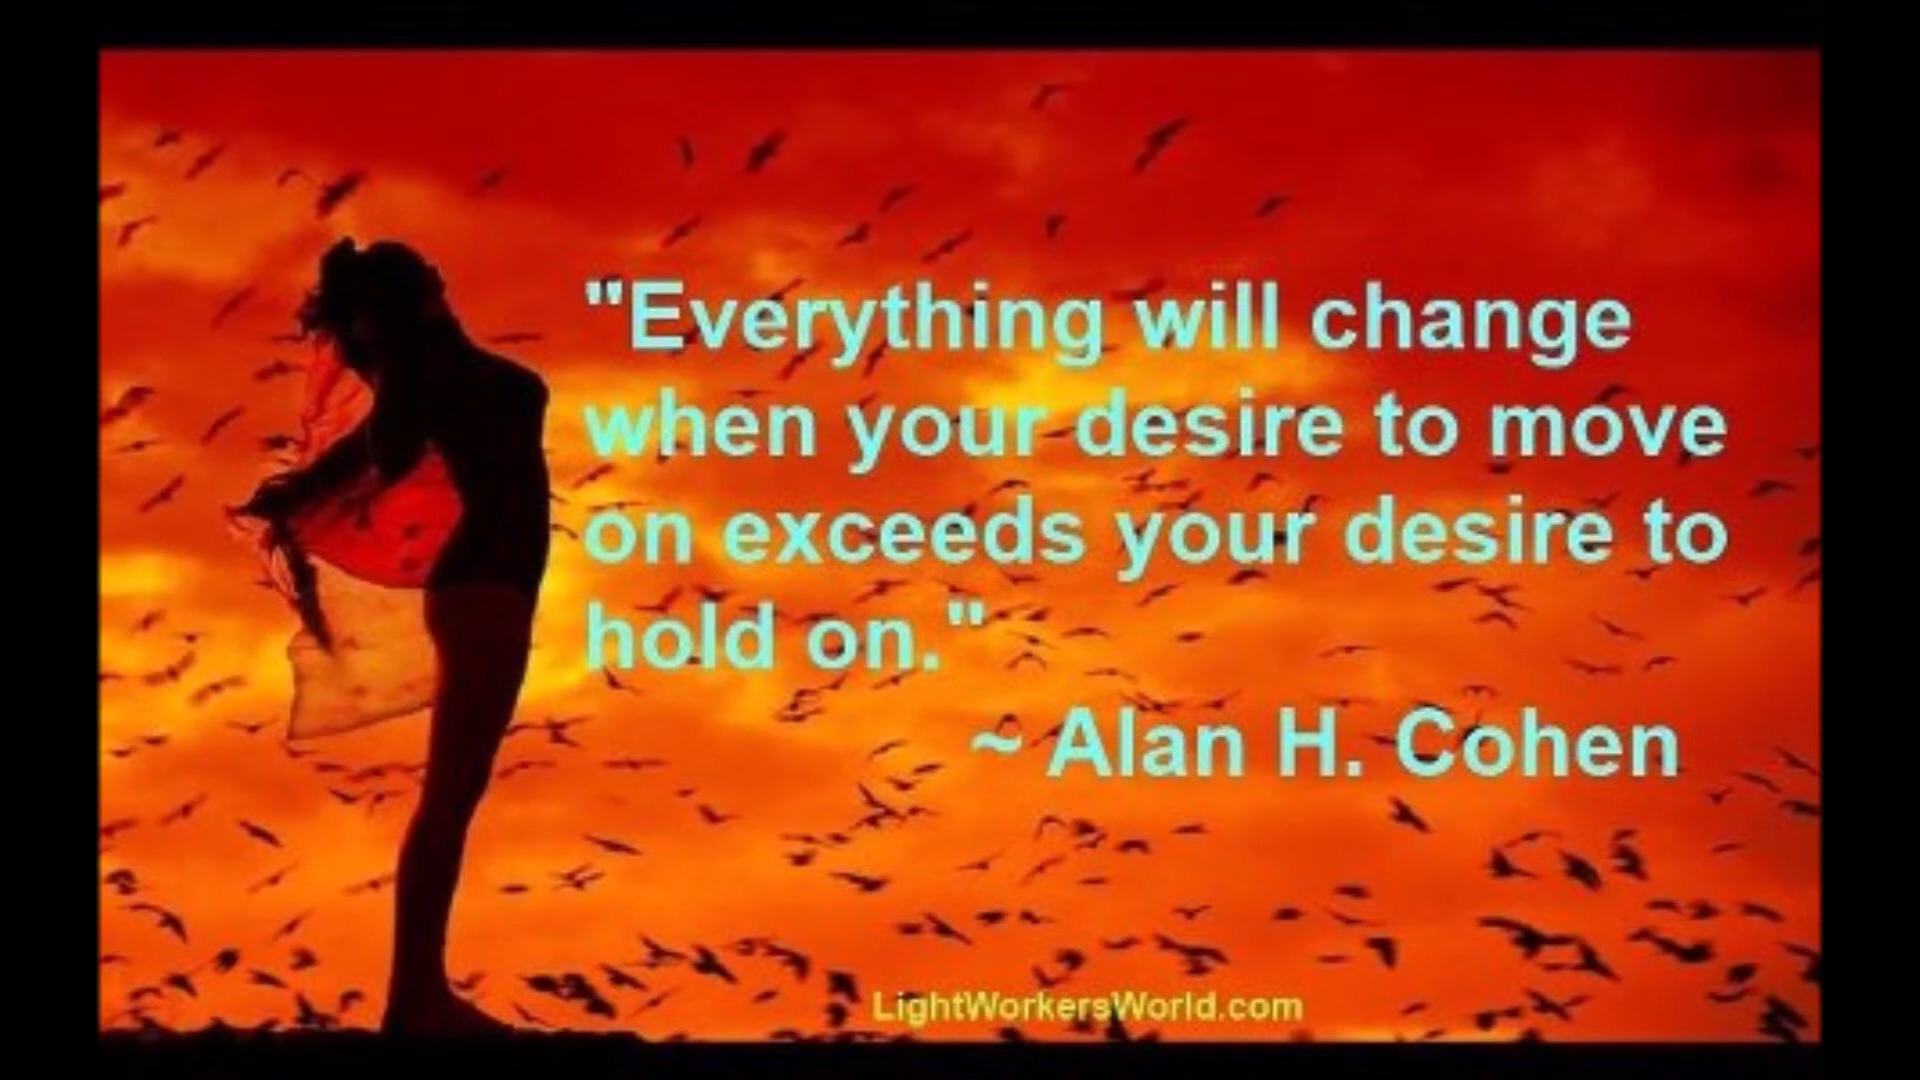 "Everything will change
when your desire to move
on exceeds your desire to
hold on."
~ Alan H. Cohen
LightWorkersWorld.com